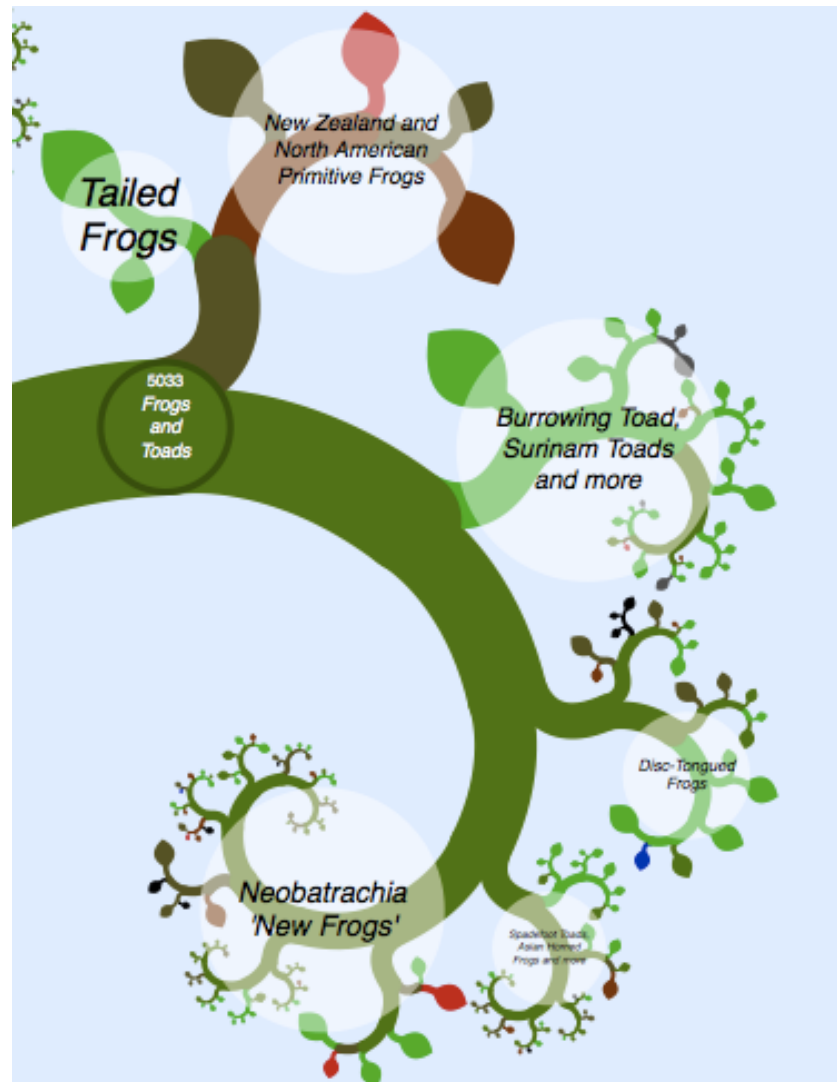 New Zealand and
North American
Primitive Frogs
Tailed
Frogs
5033
Frogs
and
Toads
Burrowing Toad,
Surinam Toads
and more
Disc-Tongued
Frogs
Neobatrachia
'New Frogs'
Spadefoot Toads,
Asian Horned
Frogs and more